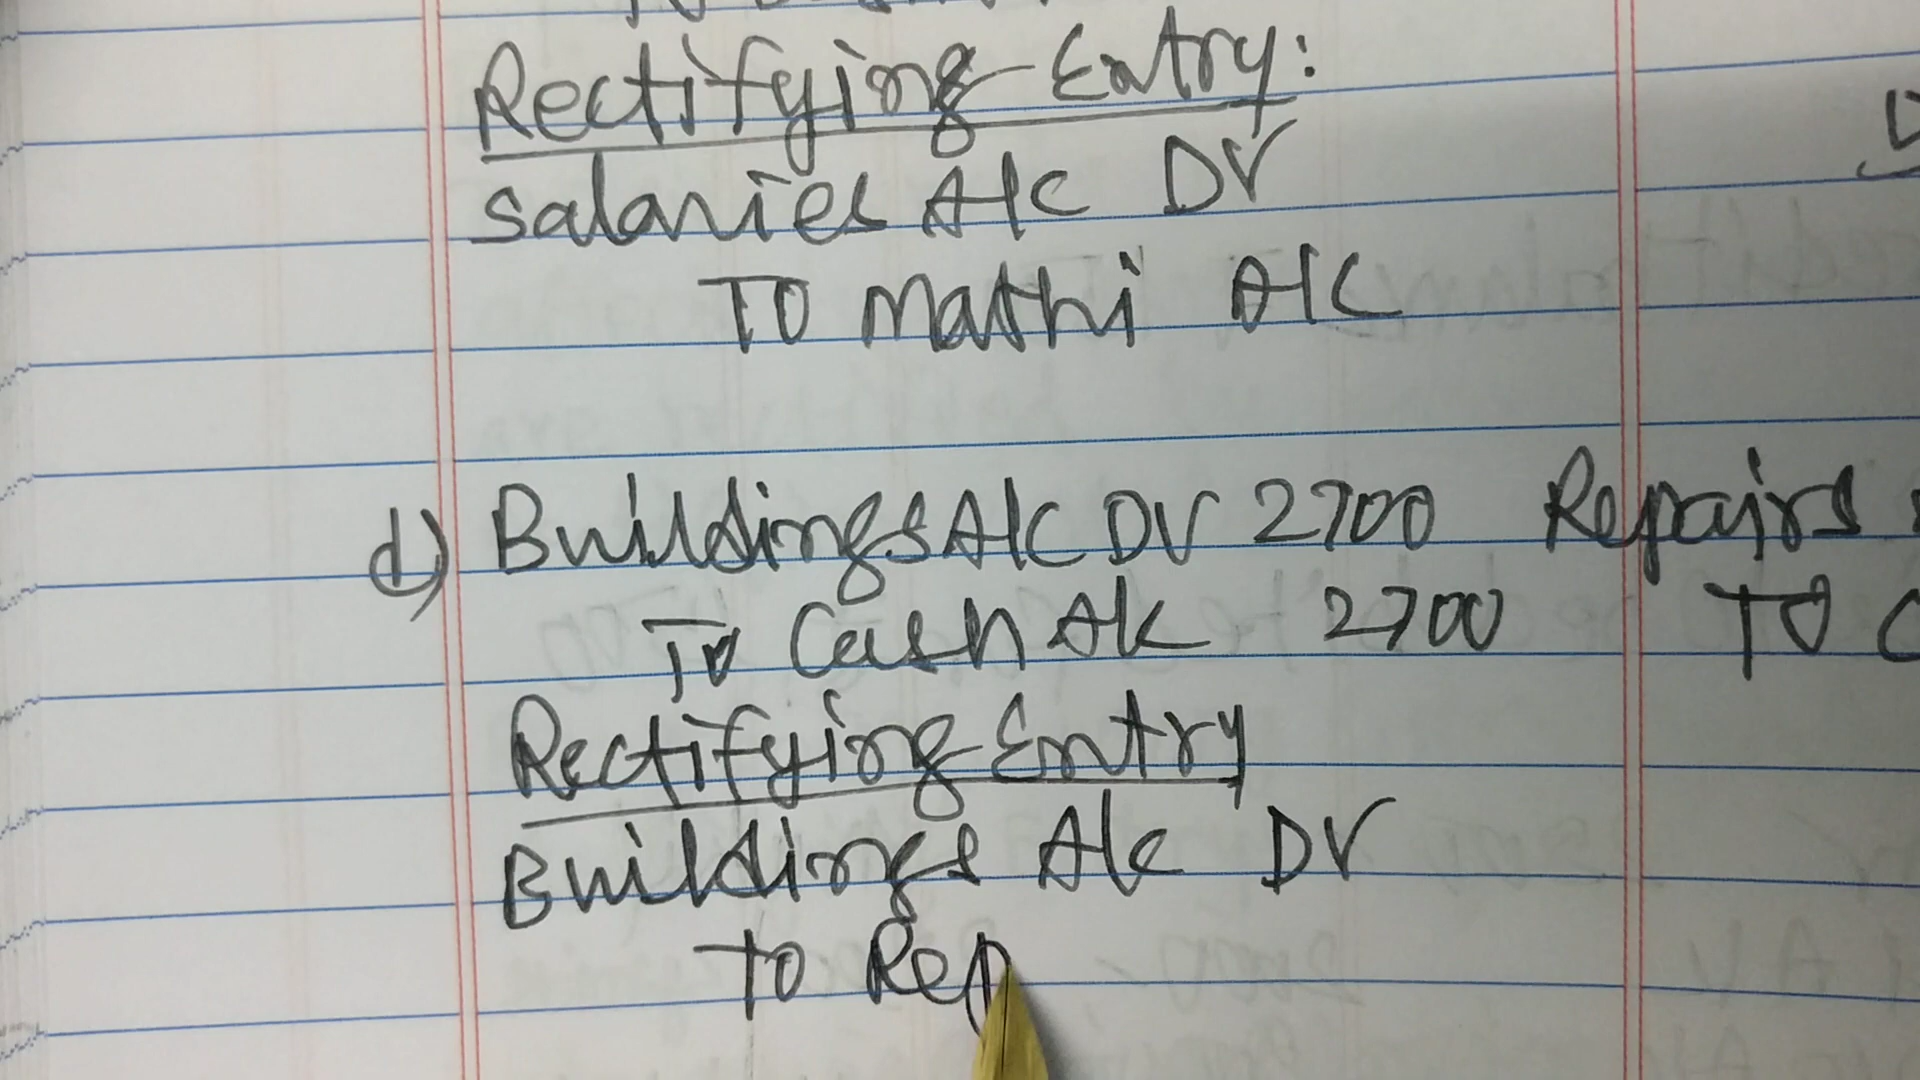 Rectifying Entry:
Salaries A/c Dr
To Mathi A/c
d) Buildings A/c Dr 2700 Repairs
To Cash A/c 2700 To C
Rectifying Entry
Buildings A/c Dr
To Rep